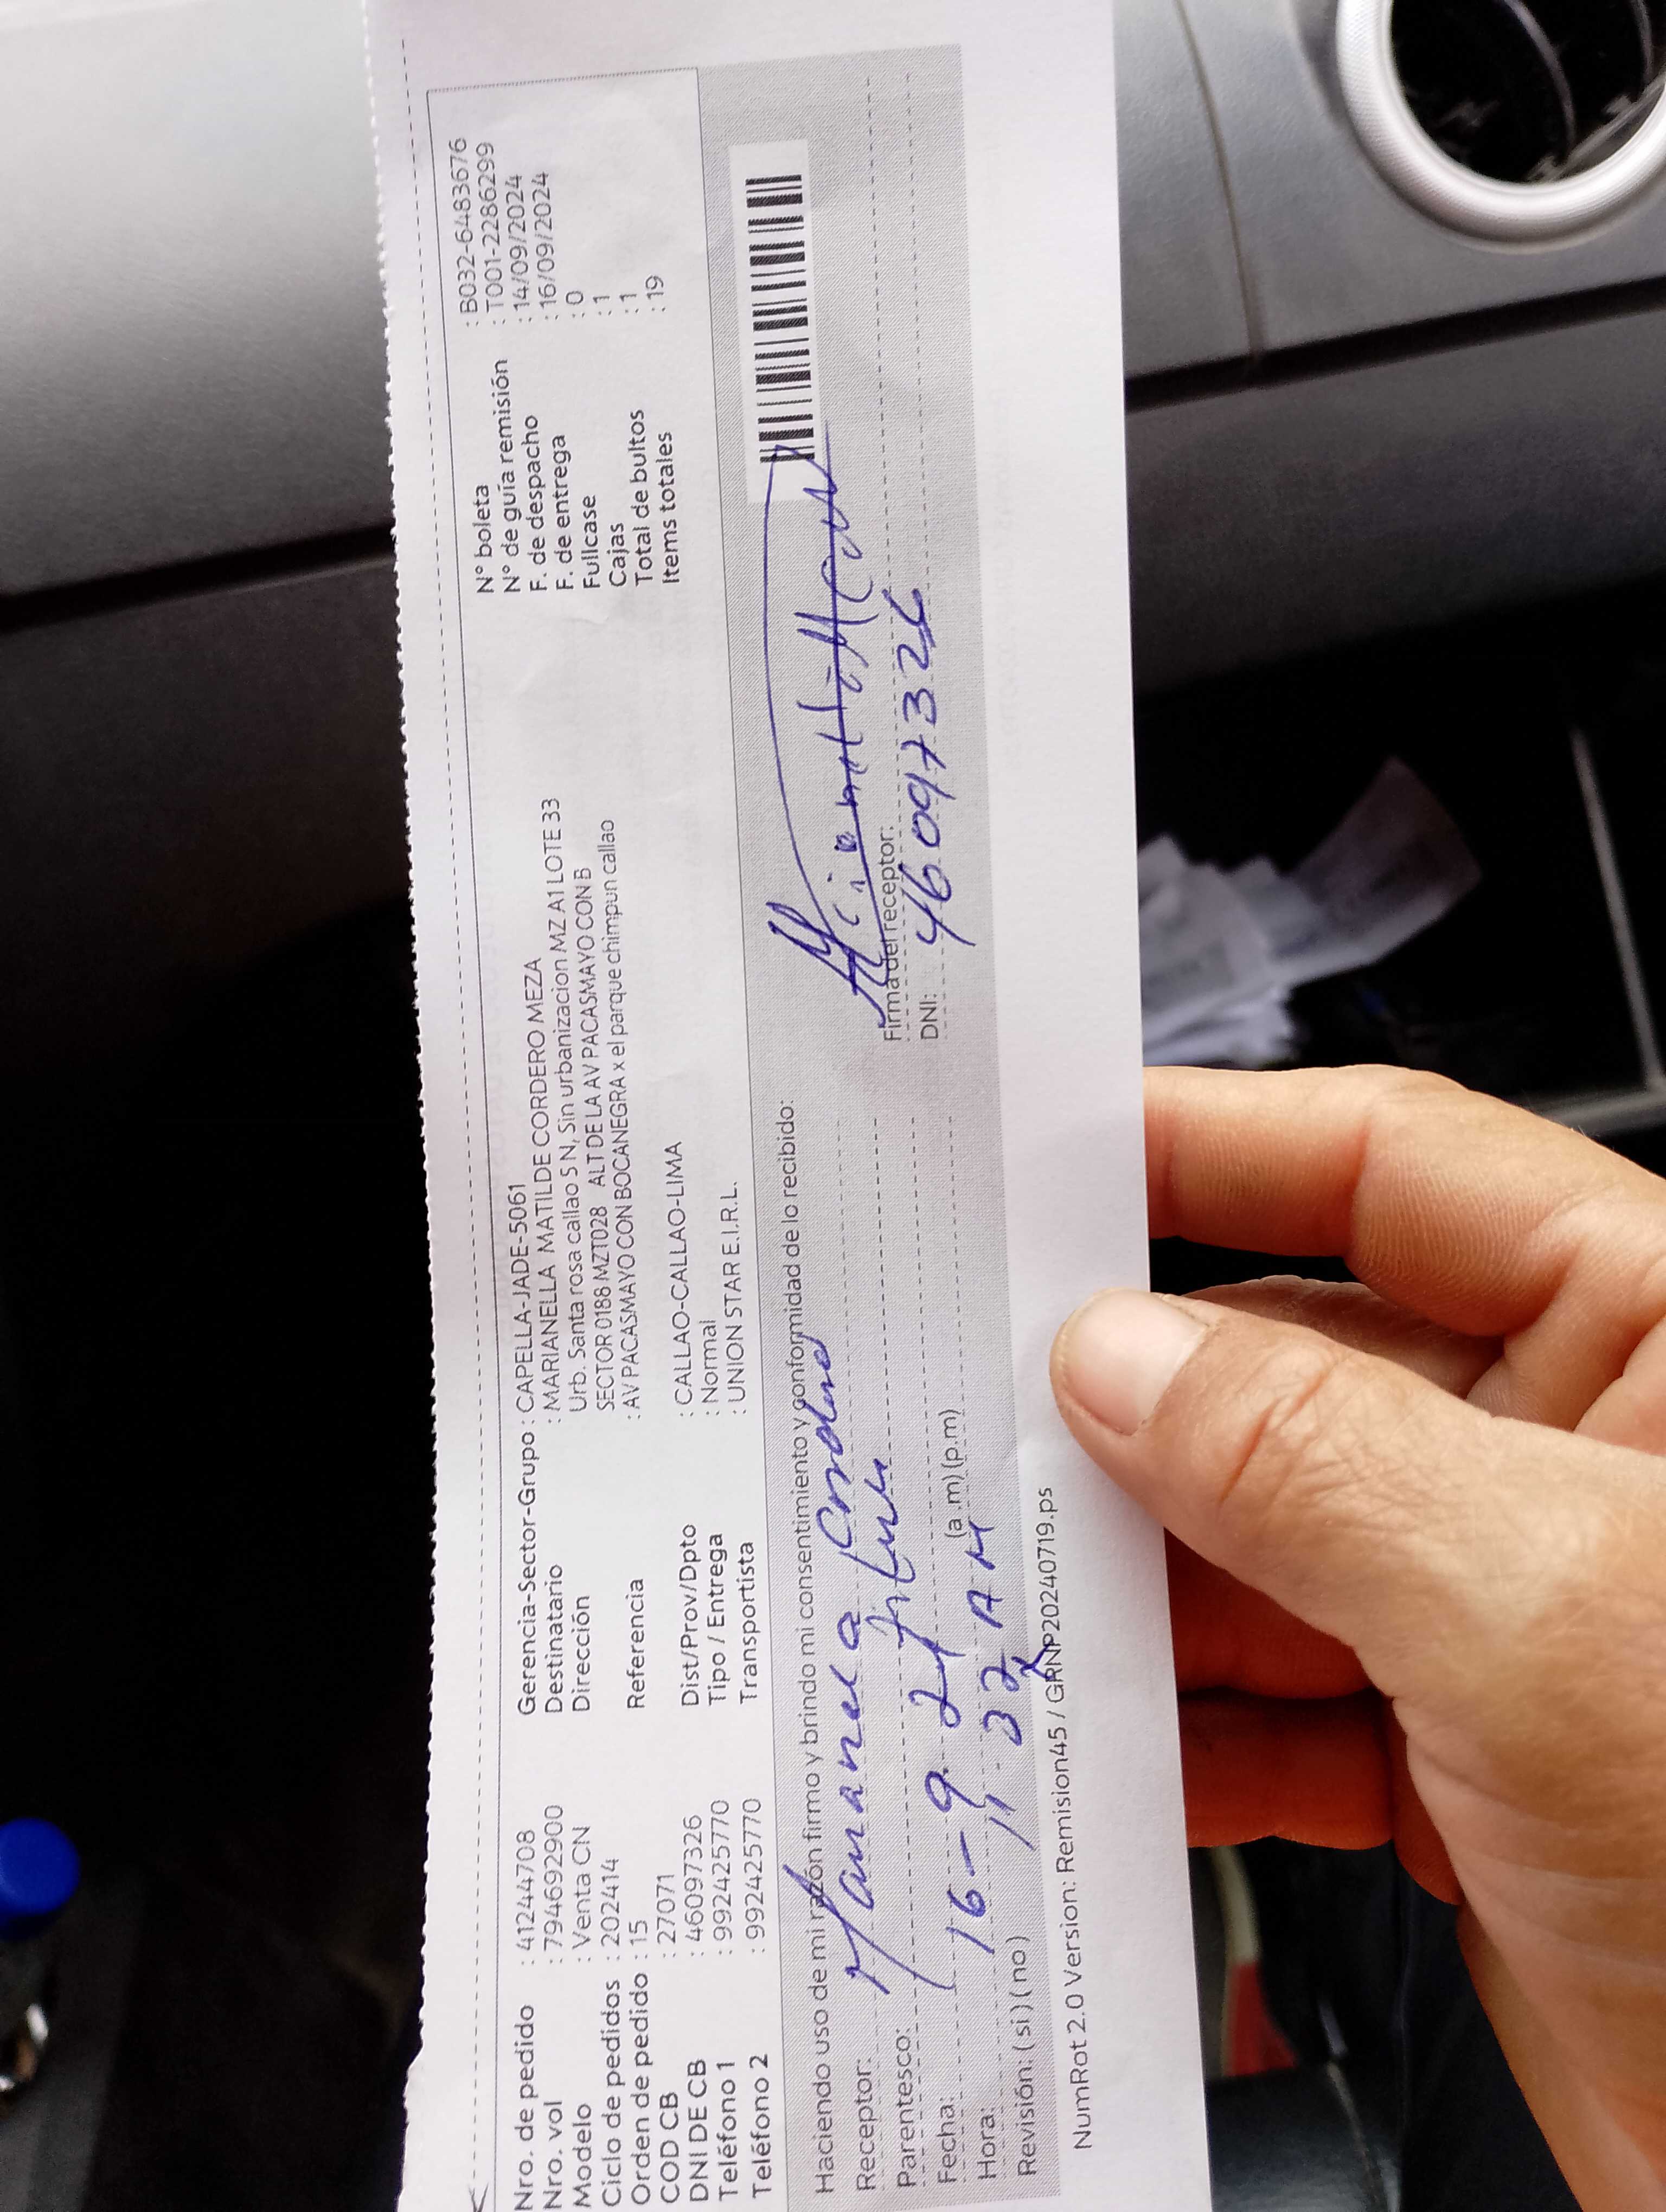 Nro. de pedido : 41244708
Nro. vol : 794692900
Modelo : Venta CN
Ciclo de pedidos : 202414
Orden de pedido : 15
COD CB : 27071
DNI DE CB : 46097326
Teléfono 1 : 992425770
Teléfono 2 : 992425770
Gerencia-Sector-Grupo : CAPELLA-JADE-5061
Destinatario : MARIANELLA MATILDE CORDERO MEZA
Dirección Urb. Santa rosa callao S N, Sin urbanizacion MZ A1 LOTE 33
SECTOR 0188 MZT028 ALT DE LA AV PACASMAYO CON B
Referencia : AV PACASMAYO CON BOCANEGRA x el parque chimpun callao
Dist/Prov/Dpto : CALLAO-CALLAO-LIMA
Tipo / Entrega : Normal
Transportista : UNION STAR E.I.R.L.
N° boleta : B032-6483676
N° de guía remisión : T001-2286299
F. de despacho : 14/09/2024
F. de entrega : 16/09/2024
Fullcase : 0
Cajas : 1
Total de bultos : 1
Items totales : 19
Haciendo uso de mi razón firmo y brindo mi consentimiento y conformidad de lo recibido:
Receptor: Marianela Cordero
Parentesco:
Fecha: 16-9-24
Hora: 11:37 AM (a.m) (p.m)
Revisión: ( si ) ( no )
Firma del receptor:
DNI: 46097326
NumRot 2.0 Version: Remision45 / GRNP20240719.ps